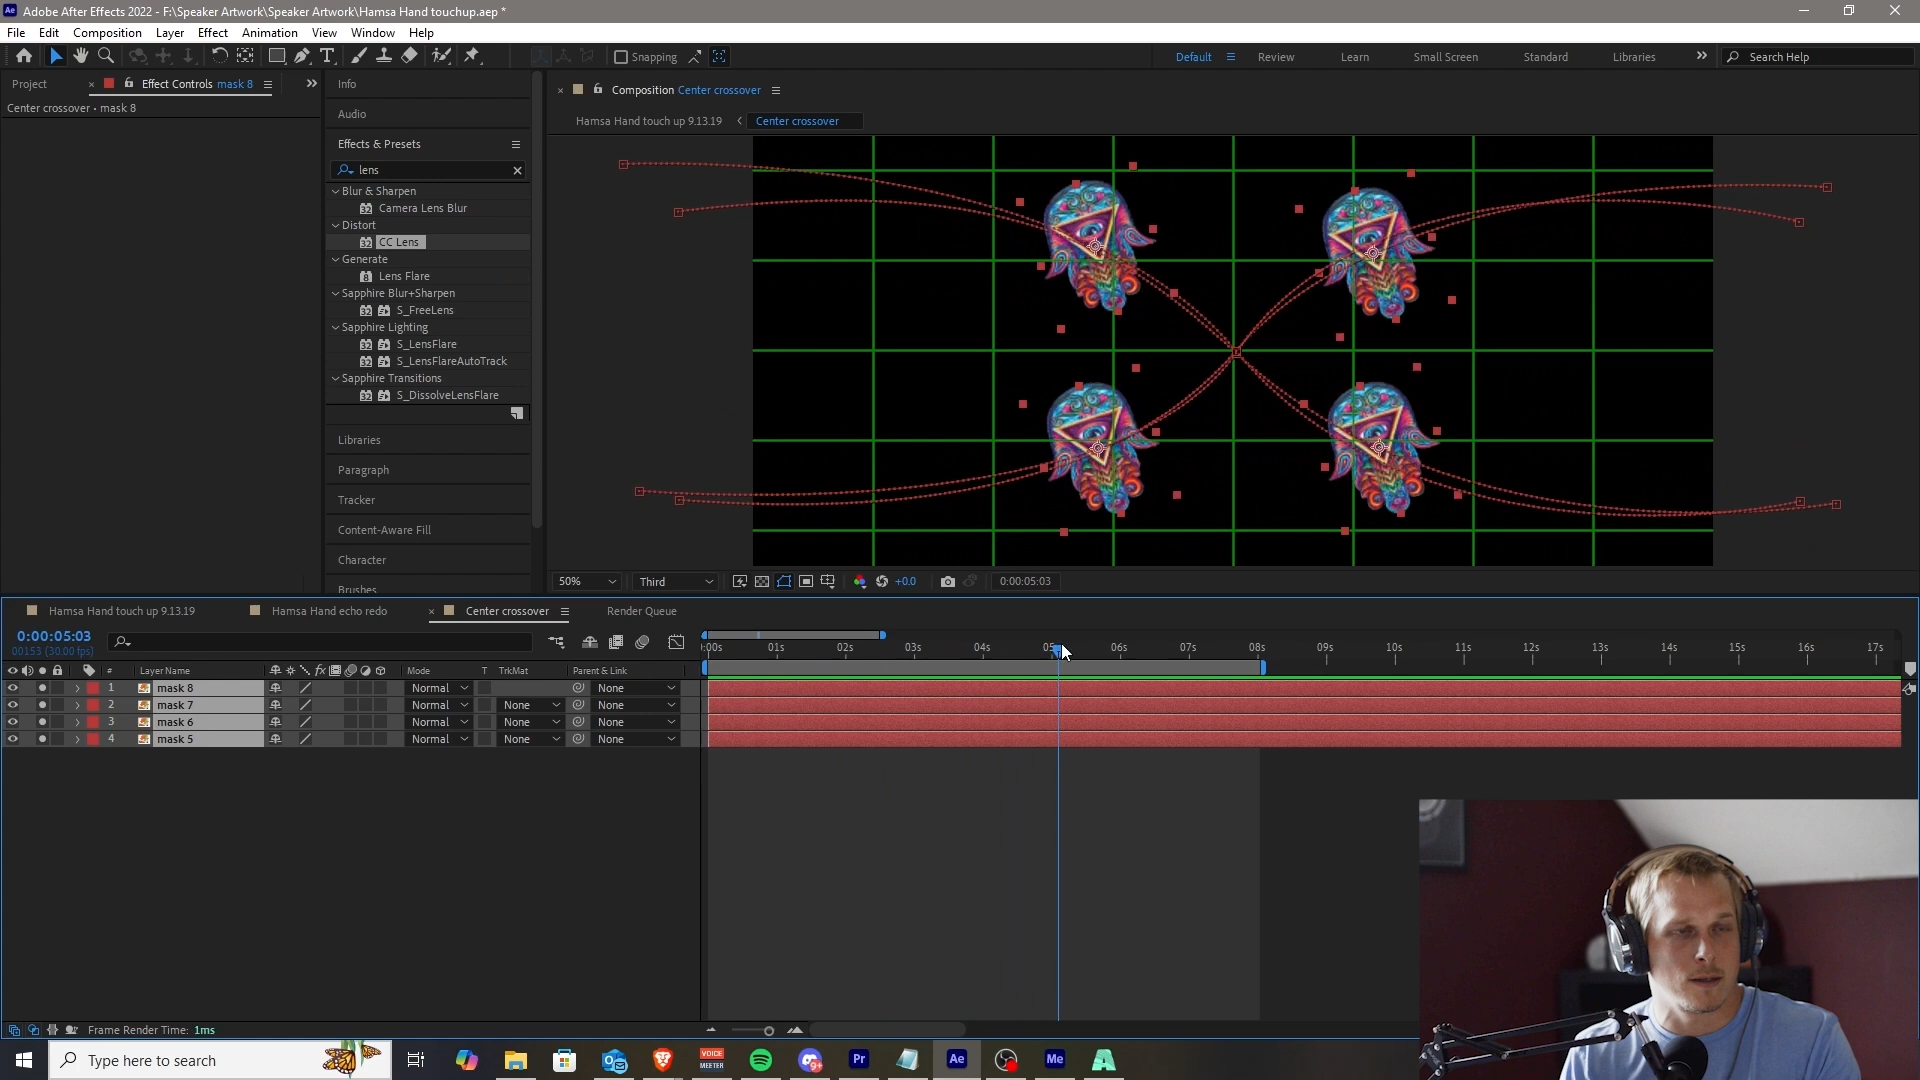 Adobe After Effects 2022 - F:\Speaker Artwork\Speaker Artwork\Hamsa Hand touchup.aep *
File Edit Composition Layer Effect Animation View Window Help
Snapping
Default Review Learn Small Screen Standard Libraries Search Help
Project
Effect Controls mask 8
Center crossover • mask 8
Info
Audio
Effects & Presets
lens
Blur & Sharpen
Camera Lens Blur
Distort
CC Lens
Generate
Lens Flare
Sapphire Blur+Sharpen
S_FreeLens
Sapphire Lighting
S_LensFlare
S_LensFlareAutoTrack
Sapphire Transitions
S_DissolveLensFlare
Libraries
Paragraph
Tracker
Content-Aware Fill
Character
Brushes
Composition Center crossover
Hamsa Hand touch up 9.13.19 Center crossover
50% Third +0.0 0:00:05:03
Hamsa Hand touch up 9.13.19 Hamsa Hand echo redo Center crossover Render Queue
0:00:05:03
00153 (30.00 fps)
:00s 01s 02s 03s 04s 05s 06s 07s 08s 09s 10s 11s 12s 13s 14s 15s 16s 17s
# Layer Name fx Mode T TrkMat Parent & Link
1 mask 8 Normal None
2 mask 7 Normal None None
3 mask 6 Normal None None
4 mask 5 Normal None None
Frame Render Time: 1ms
Type here to search
VOICE MEETER
9+
Pr
Ae
Me